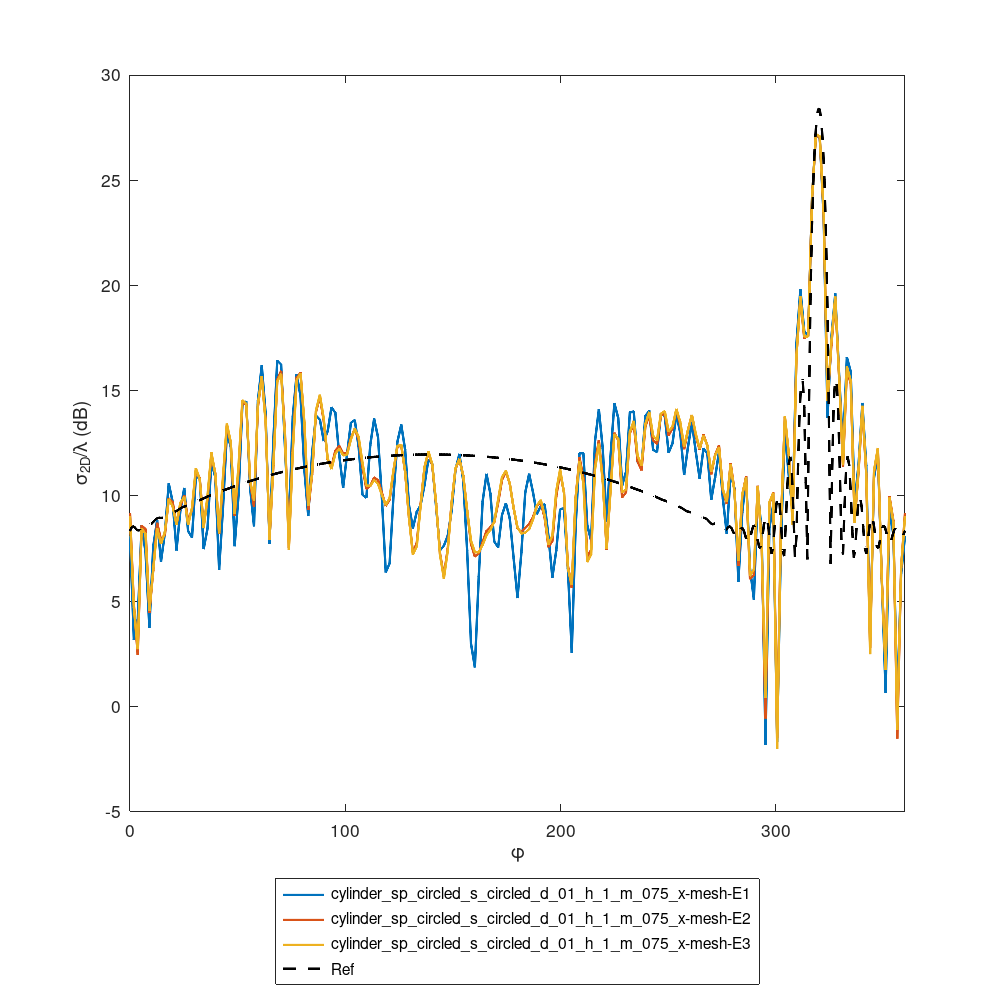 30
25
20
15
10
5
0
-5
σ2D/λ (dB)
0 100 200 300
φ
cylinder_sp_circled_s_circled_d_01_h_1_m_075_x-mesh-E1
cylinder_sp_circled_s_circled_d_01_h_1_m_075_x-mesh-E2
cylinder_sp_circled_s_circled_d_01_h_1_m_075_x-mesh-E3
Ref